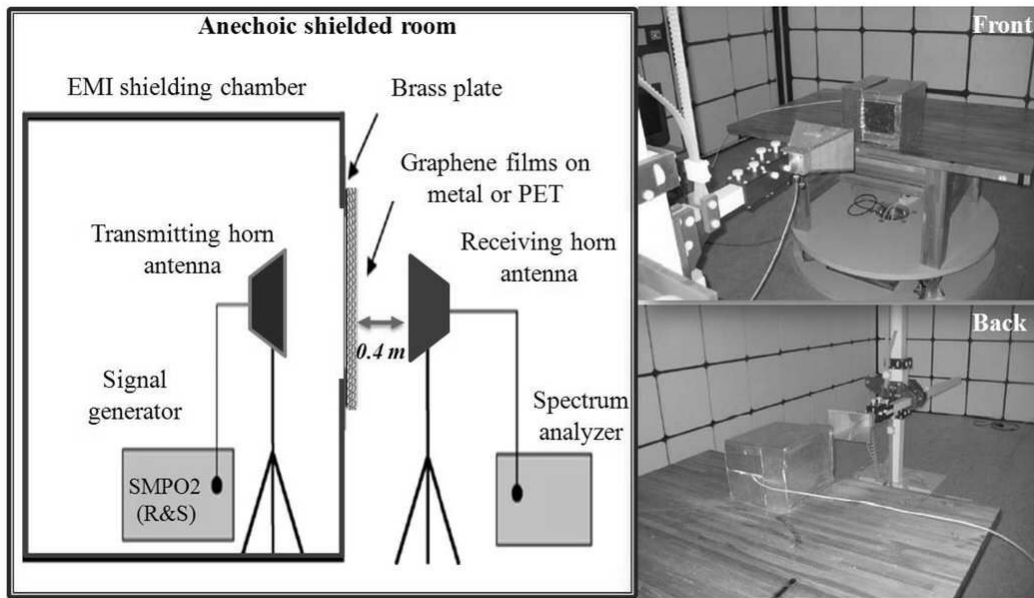 Anechoic shielded room
EMI shielding chamber
Brass plate
Graphene films on
metal or PET
Transmitting horn
antenna
Receiving horn
antenna
0.4 m
Signal
generator
Spectrum
analyzer
SMPO2
(R&S)
Front
Back